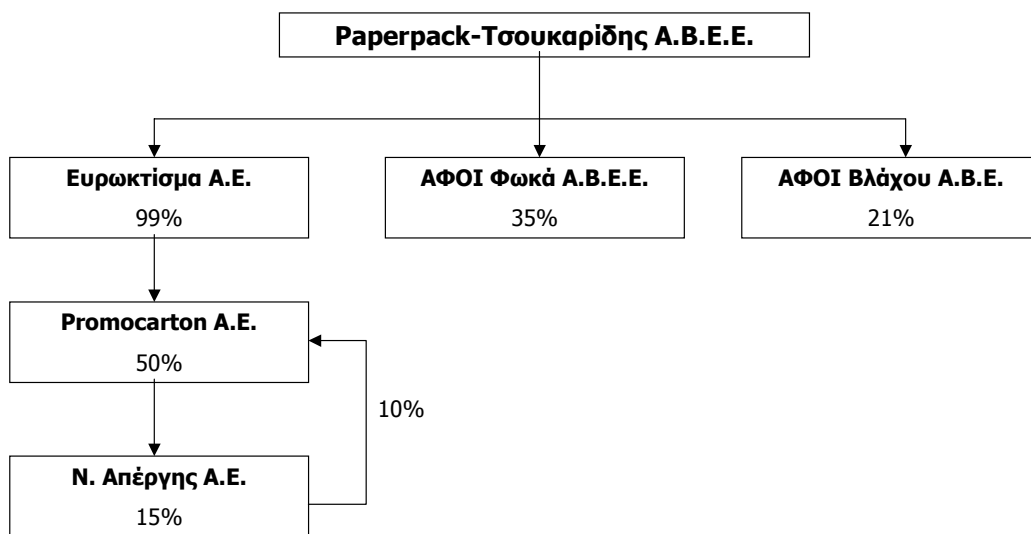 Paperpack-Τσουκαρίδης Α.Β.Ε.Ε.
Ευρωκτίσμα Α.Ε.
99%
ΑΦΟΙ Φωκά Α.Β.Ε.Ε.
35%
ΑΦΟΙ Βλάχου Α.Β.Ε.
21%
Promocarton Α.Ε.
50%
10%
Ν. Απέργης Α.Ε.
15%